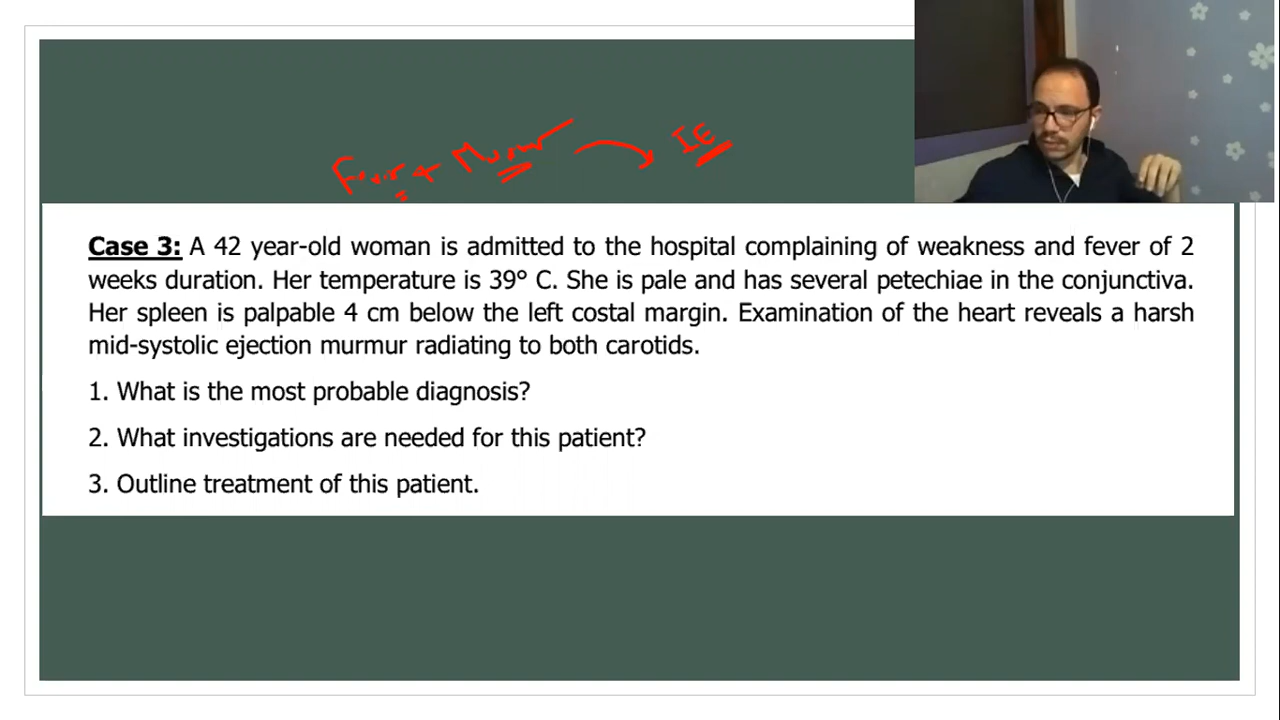 Fever + Murmur → IE
Case 3: A 42 year-old woman is admitted to the hospital complaining of weakness and fever of 2
weeks duration. Her temperature is 39° C. She is pale and has several petechiae in the conjunctiva.
Her spleen is palpable 4 cm below the left costal margin. Examination of the heart reveals a harsh
mid-systolic ejection murmur radiating to both carotids.
1. What is the most probable diagnosis?
2. What investigations are needed for this patient?
3. Outline treatment of this patient.